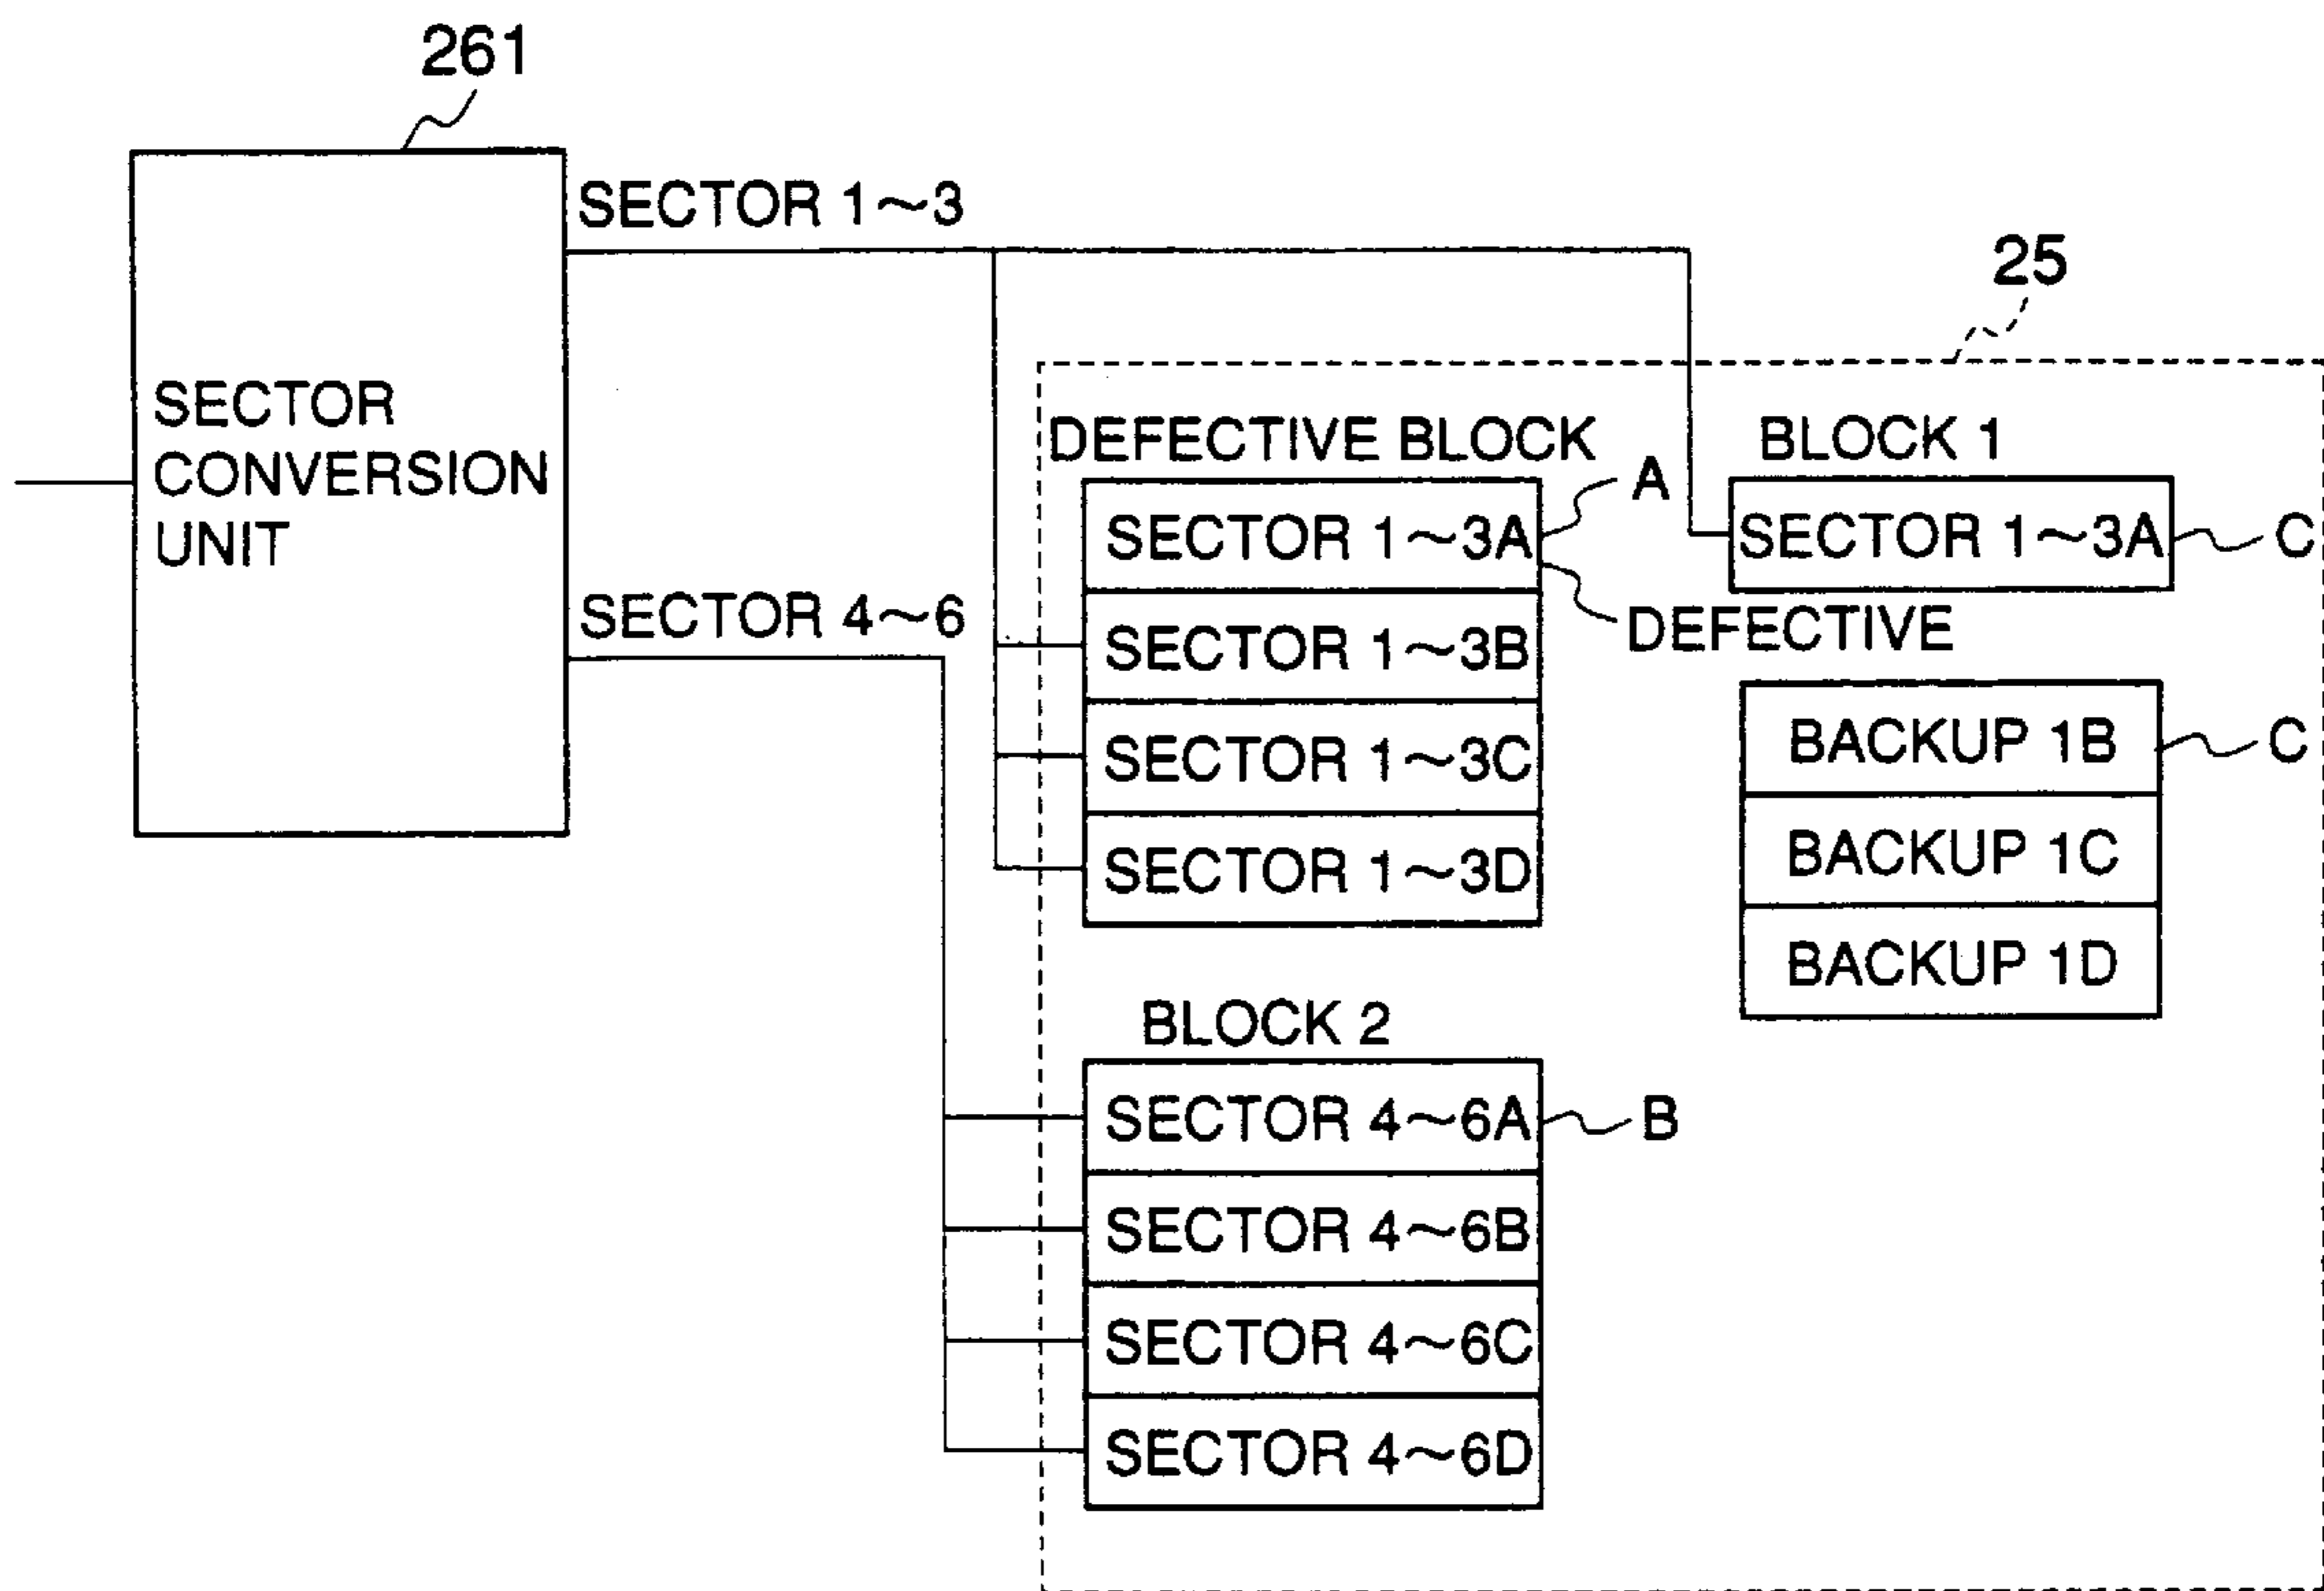 261
SECTOR CONVERSION UNIT
SECTOR 1~3
SECTOR 4~6
25
DEFECTIVE BLOCK
SECTOR 1~3A
A
DEFECTIVE
SECTOR 1~3B
SECTOR 1~3C
SECTOR 1~3D
BLOCK 1
SECTOR 1~3A
C
BACKUP 1B
C
BACKUP 1C
BACKUP 1D
BLOCK 2
SECTOR 4~6A
B
SECTOR 4~6B
SECTOR 4~6C
SECTOR 4~6D